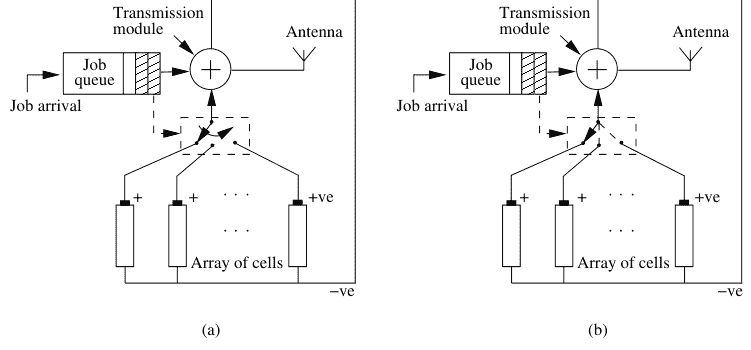 Transmission
module
Antenna
Job
queue
+
Job arrival
+
+
+ve
. . .
. . .
Array of cells
−ve
(a)
Transmission
module
Antenna
Job
queue
+
Job arrival
+
+
+ve
. . .
. . .
Array of cells
−ve
(b)